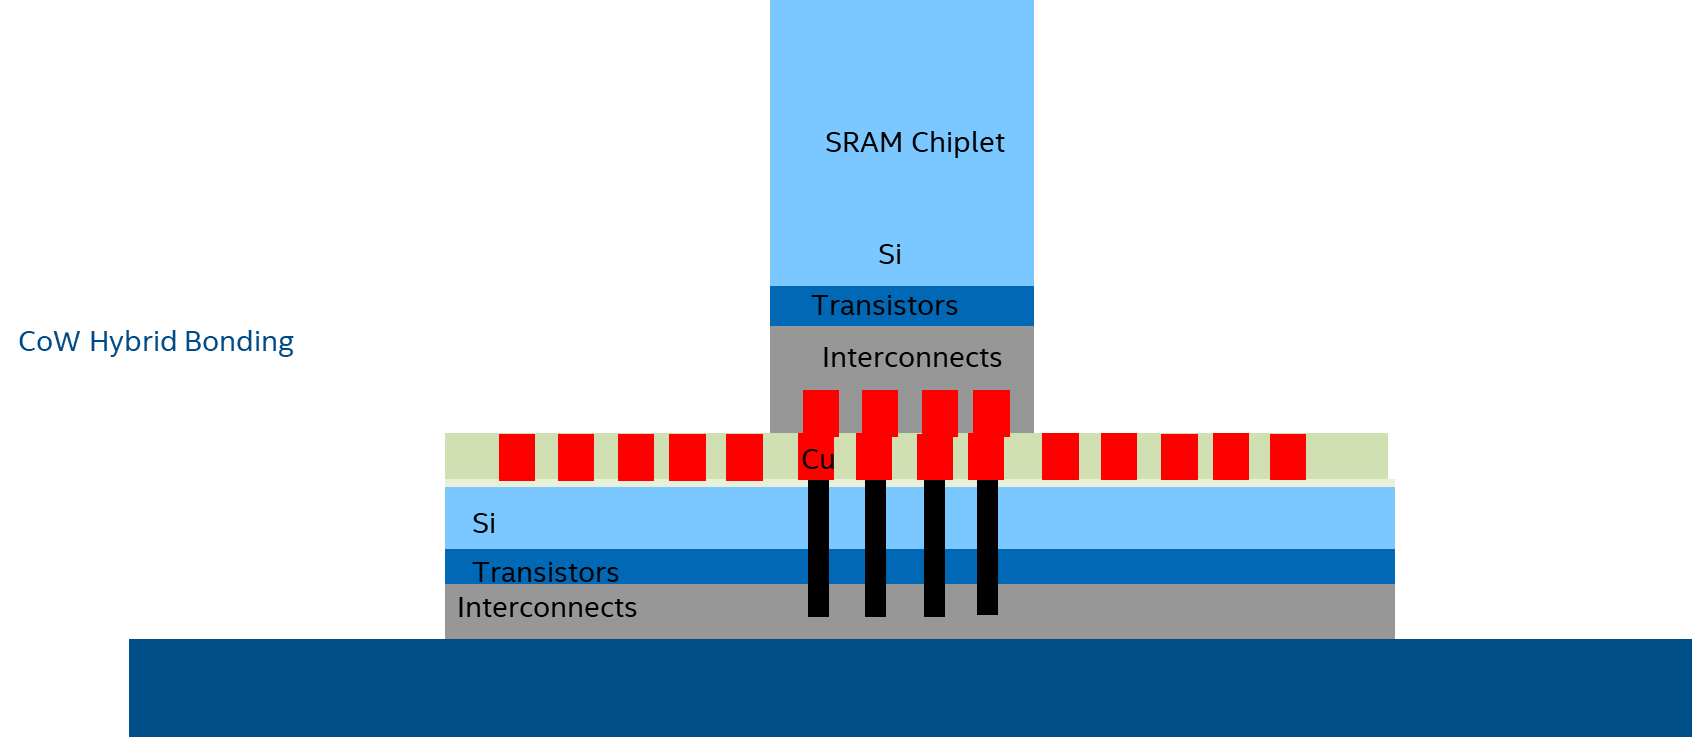 SRAM Chiplet
Si
Transistors
CoW Hybrid Bonding
Interconnects
Cu
Si
Transistors
Interconnects